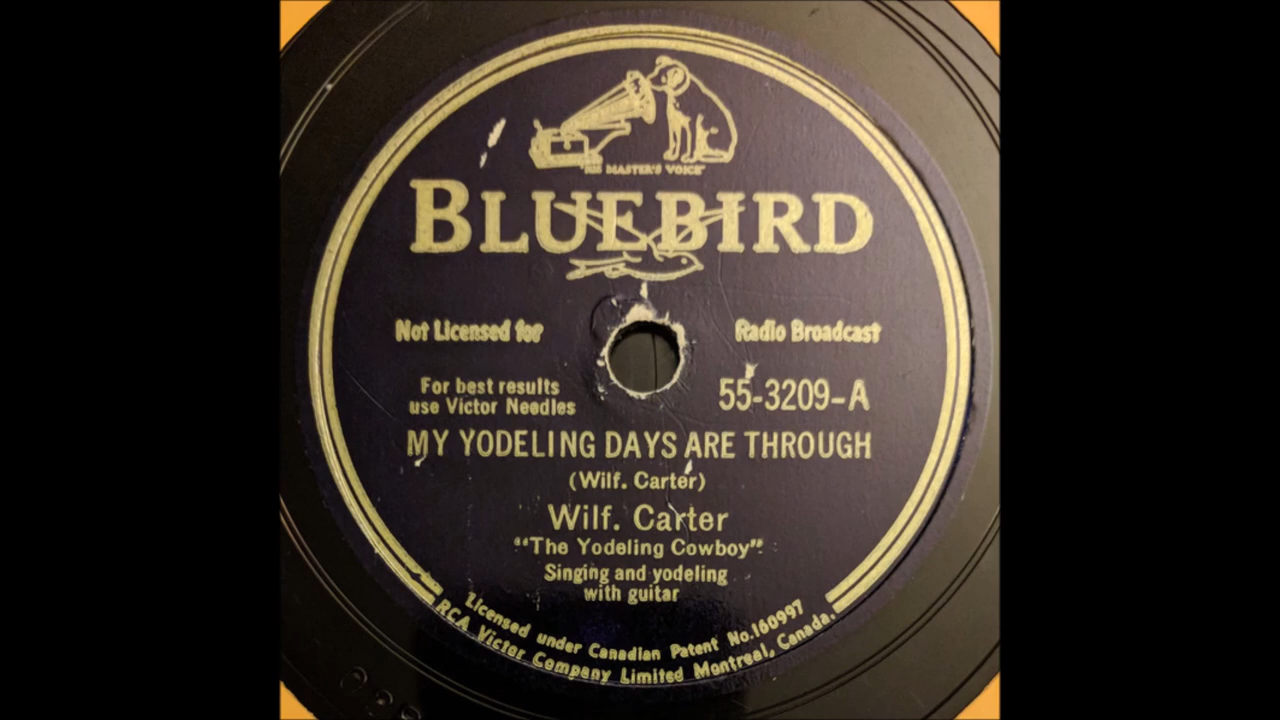 "HIS MASTER'S VOICE"
BLUEBIRD
Not Licensed for Radio Broadcast
For best results
use Victor Needles
55-3209-A
MY YODELING DAYS ARE THROUGH
(Wilf. Carter)
Wilf. Carter
"The Yodeling Cowboy"
Singing and yodeling
with guitar
Licensed under Canadian Patent No.160997
RCA Victor Company Limited Montreal, Canada.